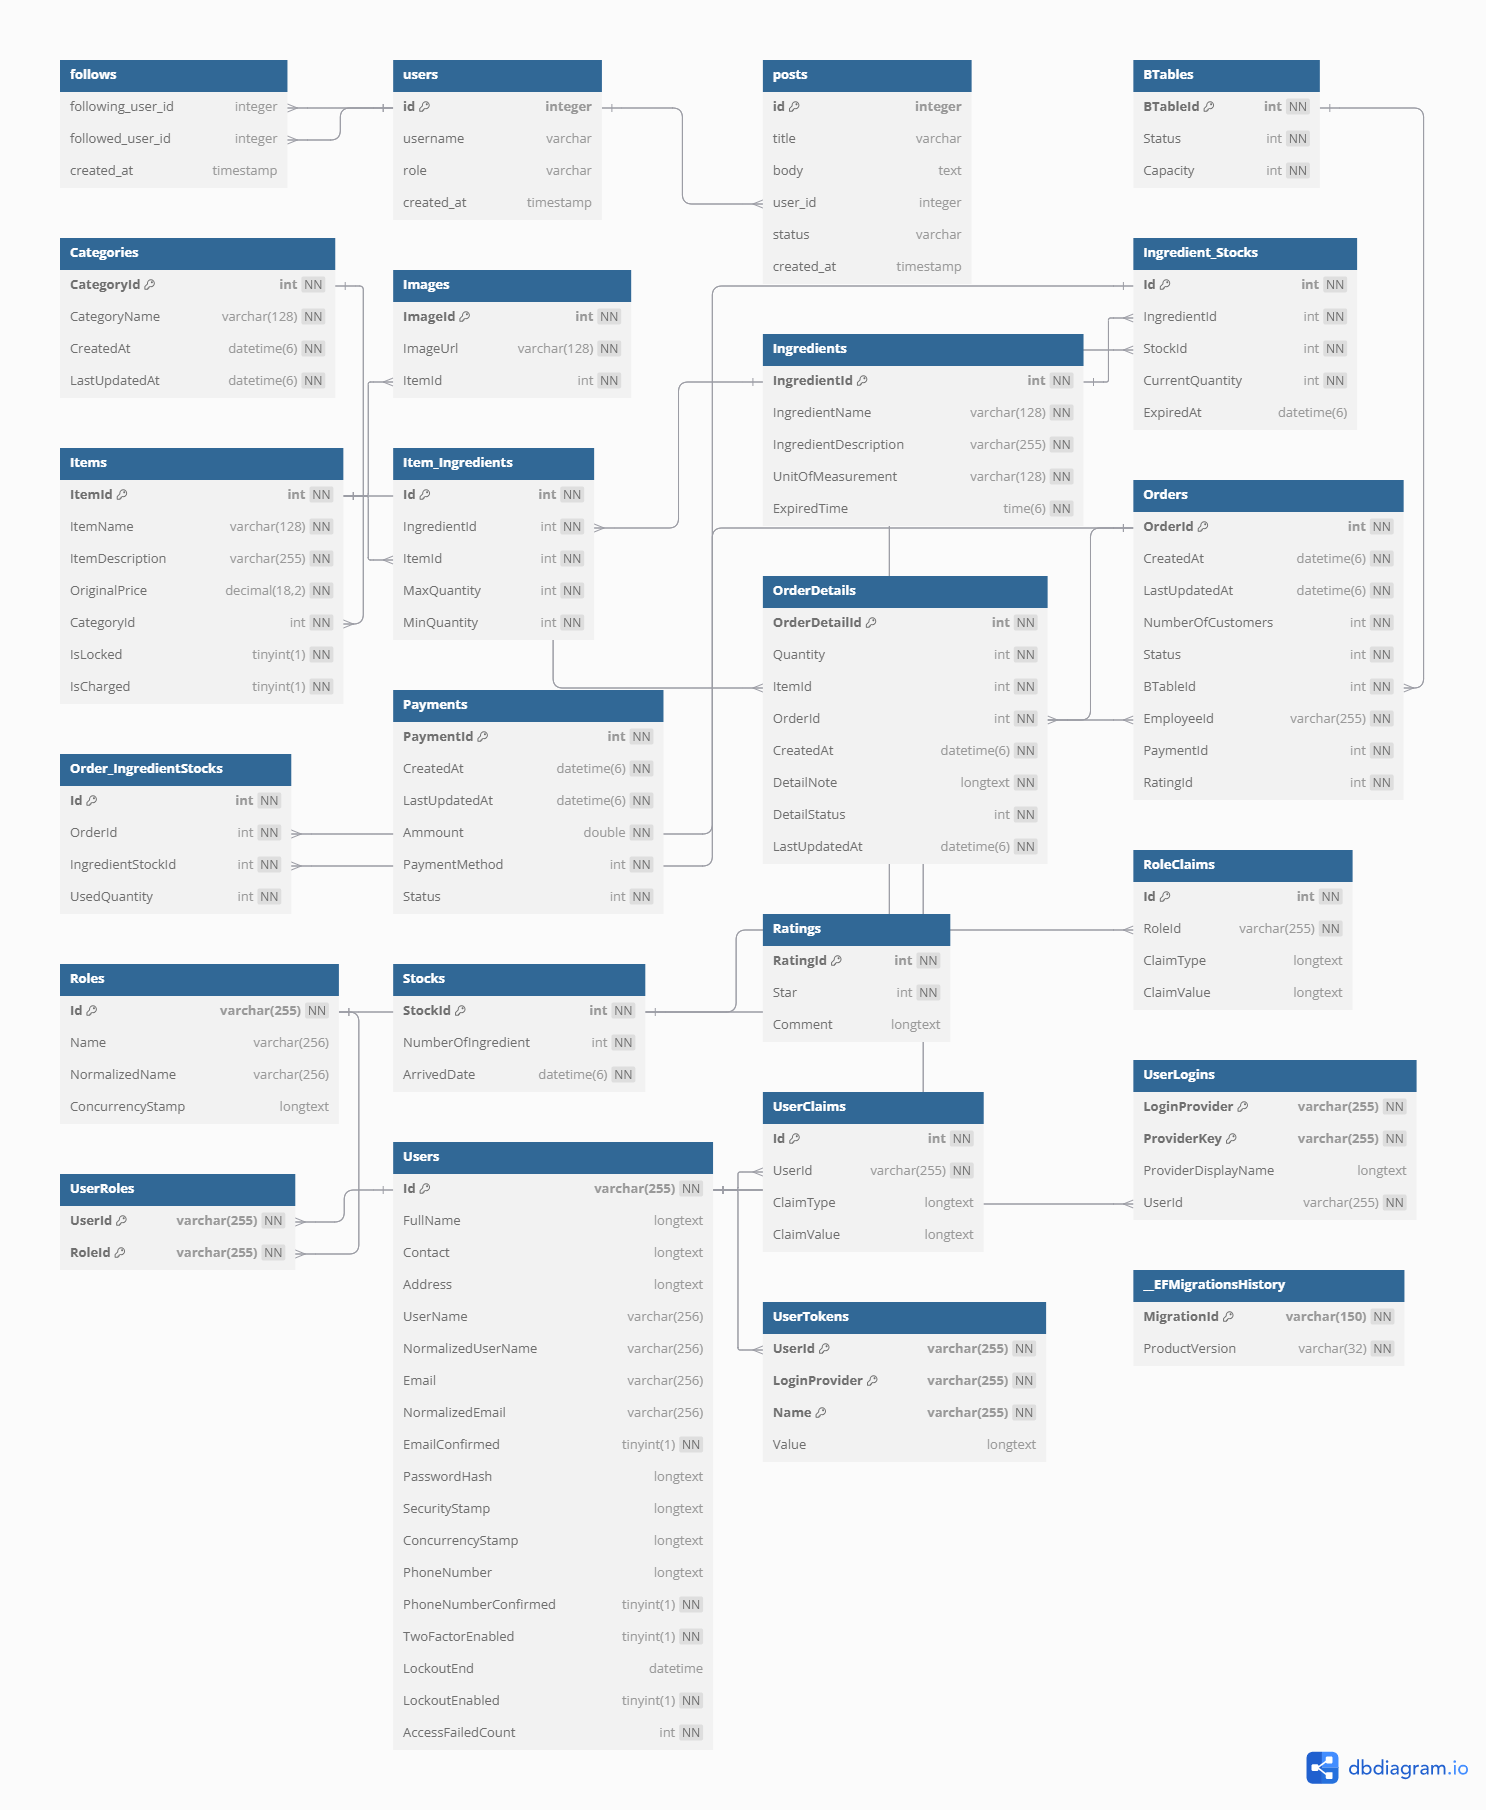 follows
following_user_id integer
followed_user_id integer
created_at timestamp
users
id integer
username varchar
role varchar
created_at timestamp
posts
id integer
title varchar
body text
user_id integer
status varchar
created_at timestamp
BTables
BTableId int NN
Status int NN
Capacity int NN
Categories
CategoryId int NN
CategoryName varchar(128) NN
CreatedAt datetime(6) NN
LastUpdatedAt datetime(6) NN
Images
ImageId int NN
ImageUrl varchar(128) NN
ItemId int NN
Ingredients
IngredientId int NN
IngredientName varchar(128) NN
IngredientDescription varchar(255) NN
UnitOfMeasurement varchar(128) NN
ExpiredTime time(6) NN
Ingredient_Stocks
Id int NN
IngredientId int NN
StockId int NN
CurrentQuantity int NN
ExpiredAt datetime(6)
Items
ItemId int NN
ItemName varchar(128) NN
ItemDescription varchar(255) NN
OriginalPrice decimal(18,2) NN
CategoryId int NN
IsLocked tinyint(1) NN
IsCharged tinyint(1) NN
Item_Ingredients
Id int NN
IngredientId int NN
ItemId int NN
MaxQuantity int NN
MinQuantity int NN
OrderDetails
OrderDetailId int NN
Quantity int NN
ItemId int NN
OrderId int NN
CreatedAt datetime(6) NN
DetailNote longtext NN
DetailStatus int NN
LastUpdatedAt datetime(6) NN
Orders
OrderId int NN
CreatedAt datetime(6) NN
LastUpdatedAt datetime(6) NN
NumberOfCustomers int NN
Status int NN
BTableId int NN
EmployeeId varchar(255) NN
PaymentId int NN
RatingId int NN
Order_IngredientStocks
Id int NN
OrderId int NN
IngredientStockId int NN
UsedQuantity int NN
Payments
PaymentId int NN
CreatedAt datetime(6) NN
LastUpdatedAt datetime(6) NN
Ammount double NN
PaymentMethod int NN
Status int NN
Ratings
RatingId int NN
Star int NN
Comment longtext
RoleClaims
Id int NN
RoleId varchar(255) NN
ClaimType longtext
ClaimValue longtext
Roles
Id varchar(255) NN
Name varchar(256)
NormalizedName varchar(256)
ConcurrencyStamp longtext
Stocks
StockId int NN
NumberOfIngredient int NN
ArrivedDate datetime(6) NN
UserClaims
Id int NN
UserId varchar(255) NN
ClaimType longtext
ClaimValue longtext
UserLogins
LoginProvider varchar(255) NN
ProviderKey varchar(255) NN
ProviderDisplayName longtext
UserId varchar(255) NN
UserRoles
UserId varchar(255) NN
RoleId varchar(255) NN
Users
Id varchar(255) NN
FullName longtext
Contact longtext
Address longtext
UserName varchar(256)
NormalizedUserName varchar(256)
Email varchar(256)
NormalizedEmail varchar(256)
EmailConfirmed tinyint(1) NN
PasswordHash longtext
SecurityStamp longtext
ConcurrencyStamp longtext
PhoneNumber longtext
PhoneNumberConfirmed tinyint(1) NN
TwoFactorEnabled tinyint(1) NN
LockoutEnd datetime
LockoutEnabled tinyint(1) NN
AccessFailedCount int NN
UserTokens
UserId varchar(255) NN
LoginProvider varchar(255) NN
Name varchar(255) NN
Value longtext
__EFMigrationsHistory
MigrationId varchar(150) NN
ProductVersion varchar(32) NN
dbdiagram.io